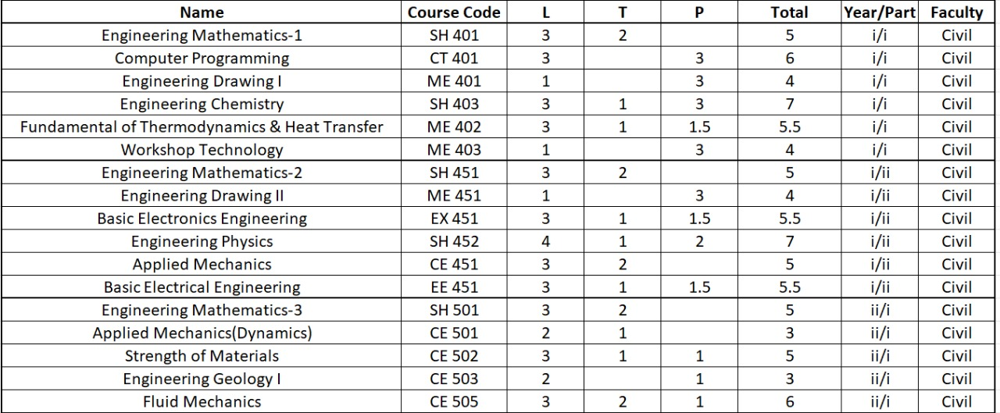 Name Course Code L T P Total Year/Part Faculty
Engineering Mathematics-1 SH 401 3 2 5 i/i Civil
Computer Programming CT 401 3 3 6 i/i Civil
Engineering Drawing I ME 401 1 3 4 i/i Civil
Engineering Chemistry SH 403 3 1 3 7 i/i Civil
Fundamental of Thermodynamics & Heat Transfer ME 402 3 1 1.5 5.5 i/i Civil
Workshop Technology ME 403 1 3 4 i/i Civil
Engineering Mathematics-2 SH 451 3 2 5 i/ii Civil
Engineering Drawing II ME 451 1 3 4 i/ii Civil
Basic Electronics Engineering EX 451 3 1 1.5 5.5 i/ii Civil
Engineering Physics SH 452 4 1 2 7 i/ii Civil
Applied Mechanics CE 451 3 2 5 i/ii Civil
Basic Electrical Engineering EE 451 3 1 1.5 5.5 i/ii Civil
Engineering Mathematics-3 SH 501 3 2 5 ii/i Civil
Applied Mechanics(Dynamics) CE 501 2 1 3 ii/i Civil
Strength of Materials CE 502 3 1 1 5 ii/i Civil
Engineering Geology I CE 503 2 1 3 ii/i Civil
Fluid Mechanics CE 505 3 2 1 6 ii/i Civil